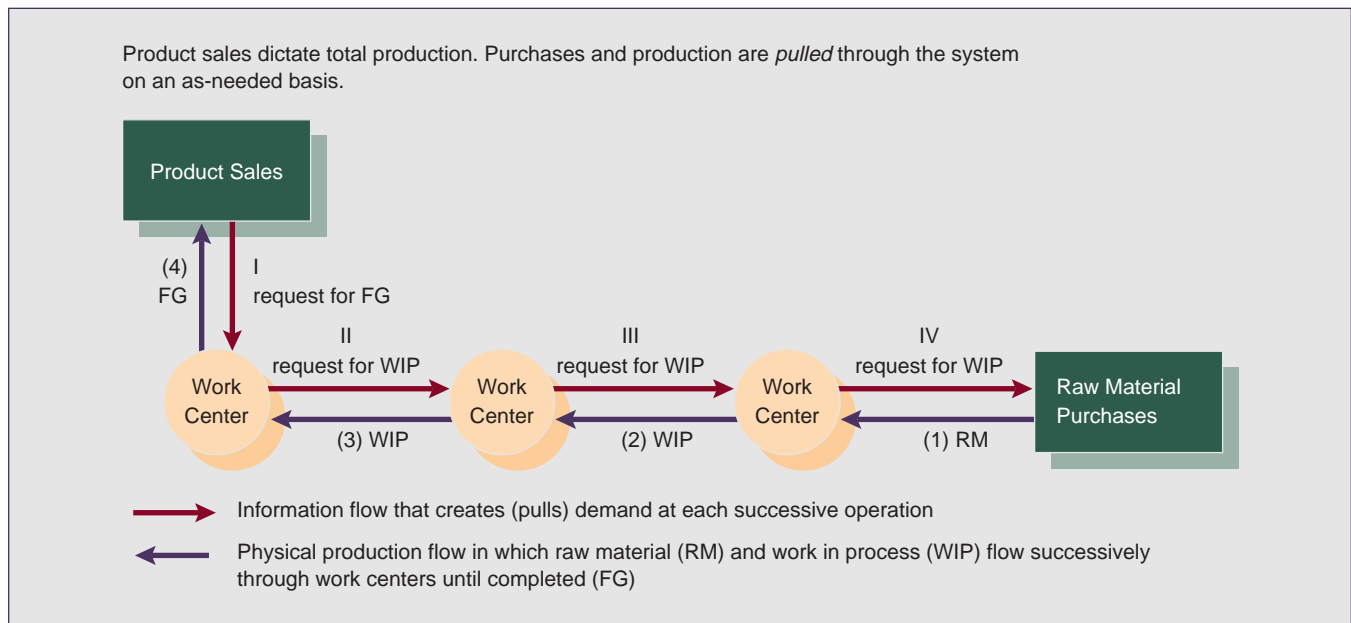 Product sales dictate total production. Purchases and production are pulled through the system
on an as-needed basis.
Product Sales
(4)
FG
I
request for FG
II
request for WIP
III
request for WIP
IV
request for WIP
Work
Center
Work
Center
Work
Center
Raw Material
Purchases
(3) WIP
(2) WIP
(1) RM
Information flow that creates (pulls) demand at each successive operation
Physical production flow in which raw material (RM) and work in process (WIP) flow successively
through work centers until completed (FG)